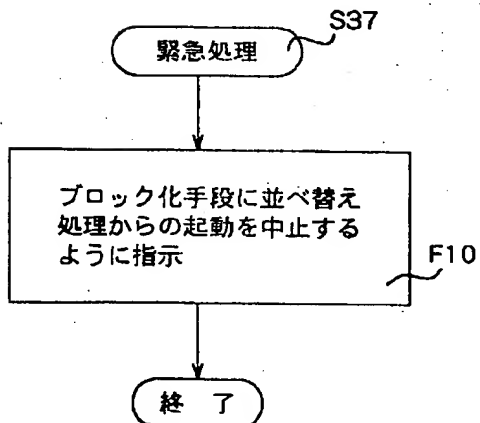 S37
緊急処理
ブロック化手段に並べ替え
処理からの起動を中止する
ように指示
F10
終 了